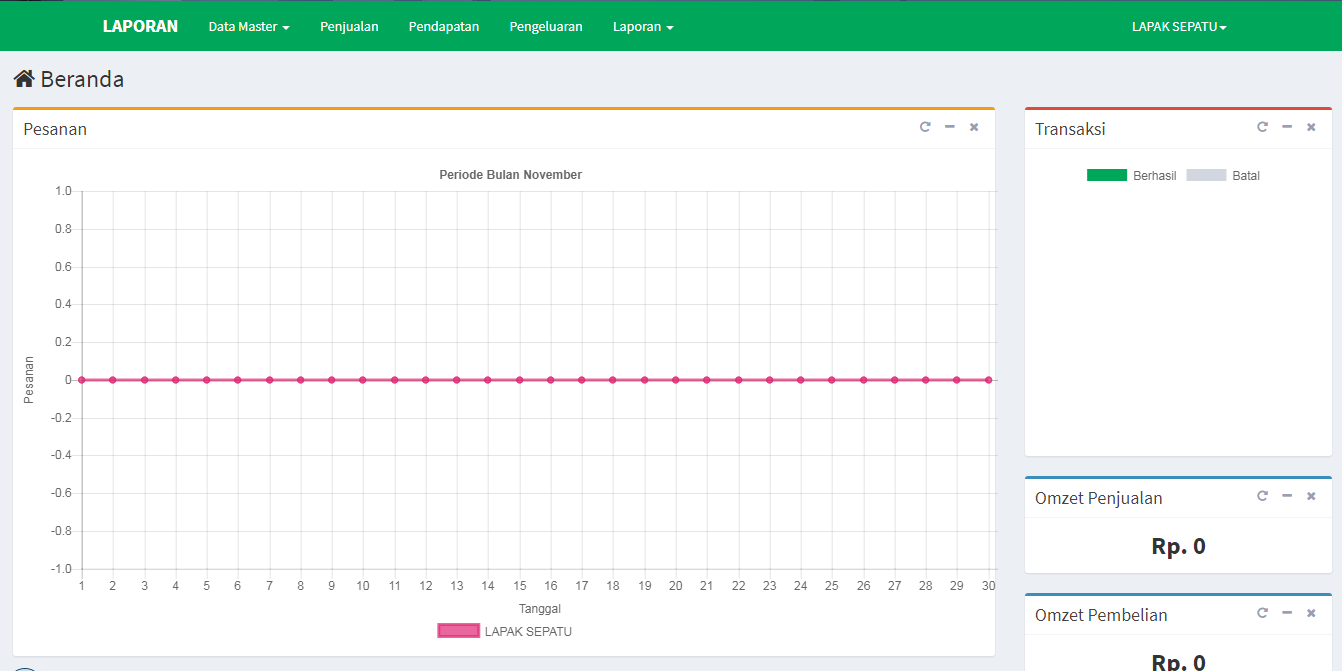 LAPORAN Data Master Penjualan Pendapatan Pengeluaran Laporan LAPAK SEPATU
Beranda
Pesanan
Periode Bulan November
1.0
0.8
0.6
0.4
0.2
0
-0.2
-0.4
-0.6
-0.8
-1.0
Pesanan
1 2 3 4 5 6 7 8 9 10 11 12 13 14 15 16 17 18 19 20 21 22 23 24 25 26 27 28 29 30
Tanggal
LAPAK SEPATU
Transaksi
Berhasil Batal
Omzet Penjualan
Rp. 0
Omzet Pembelian
Rp. 0